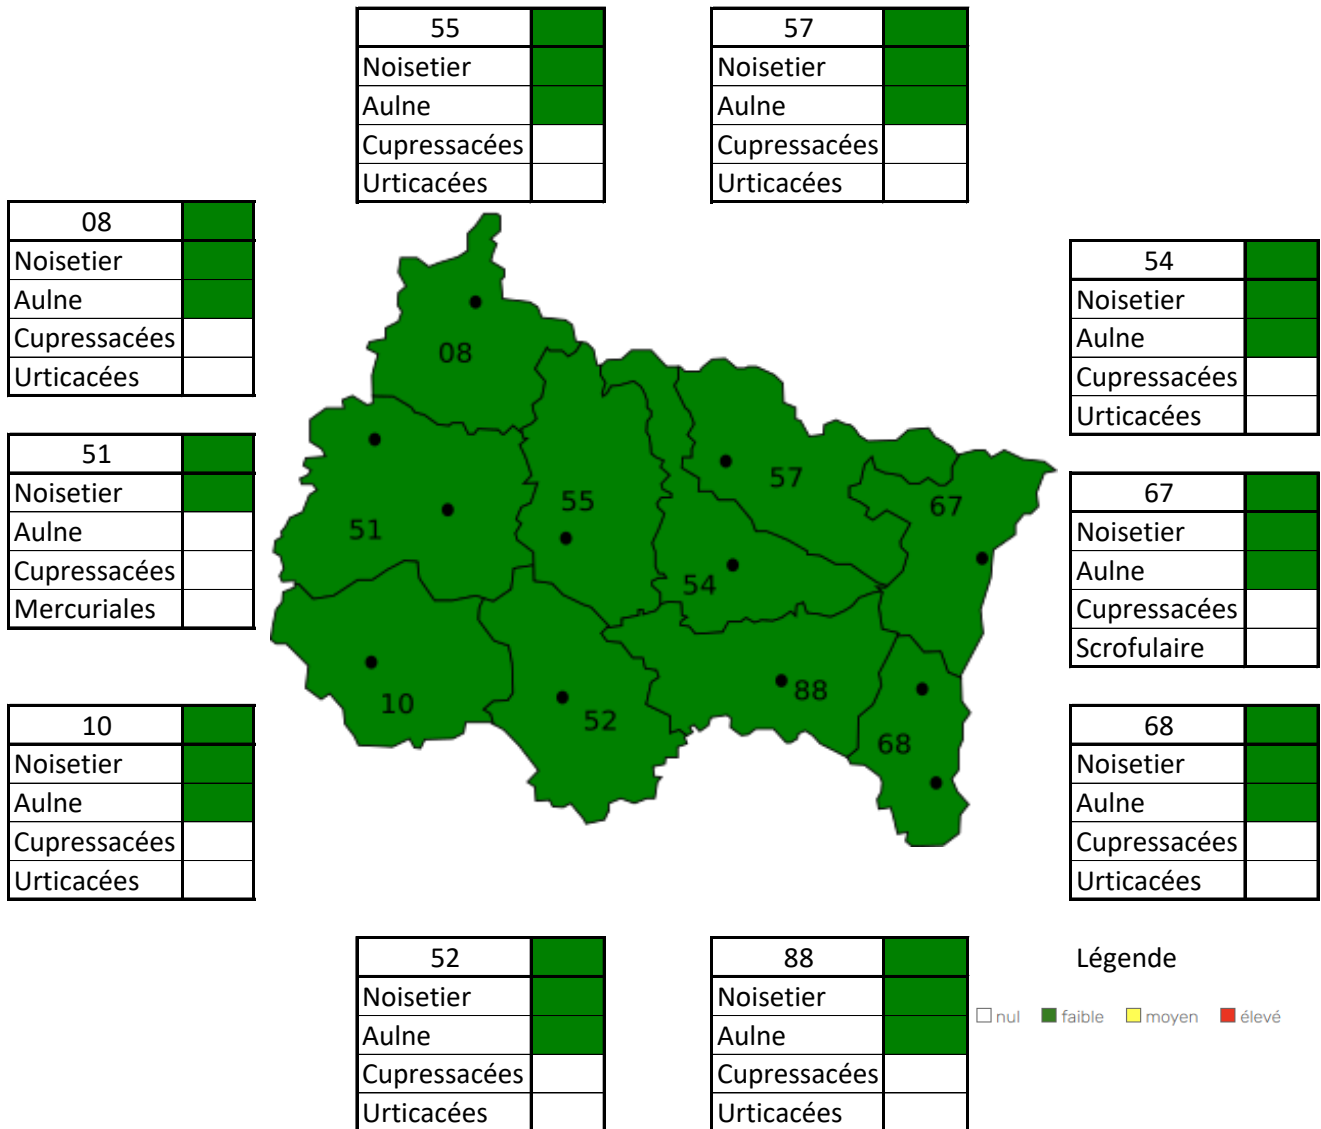 55
Noisetier
Aulne
Cupressacées
Urticacées
57
Noisetier
Aulne
Cupressacées
Urticacées
08
Noisetier
Aulne
Cupressacées
Urticacées
54
Noisetier
Aulne
Cupressacées
Urticacées
51
Noisetier
Aulne
Cupressacées
Mercuriales
67
Noisetier
Aulne
Cupressacées
Scrofulaire
10
Noisetier
Aulne
Cupressacées
Urticacées
68
Noisetier
Aulne
Cupressacées
Urticacées
08
57
55
67
51
54
88
10
52
68
52
Noisetier
Aulne
Cupressacées
Urticacées
88
Noisetier
Aulne
Cupressacées
Urticacées
Légende
nul faible moyen élevé